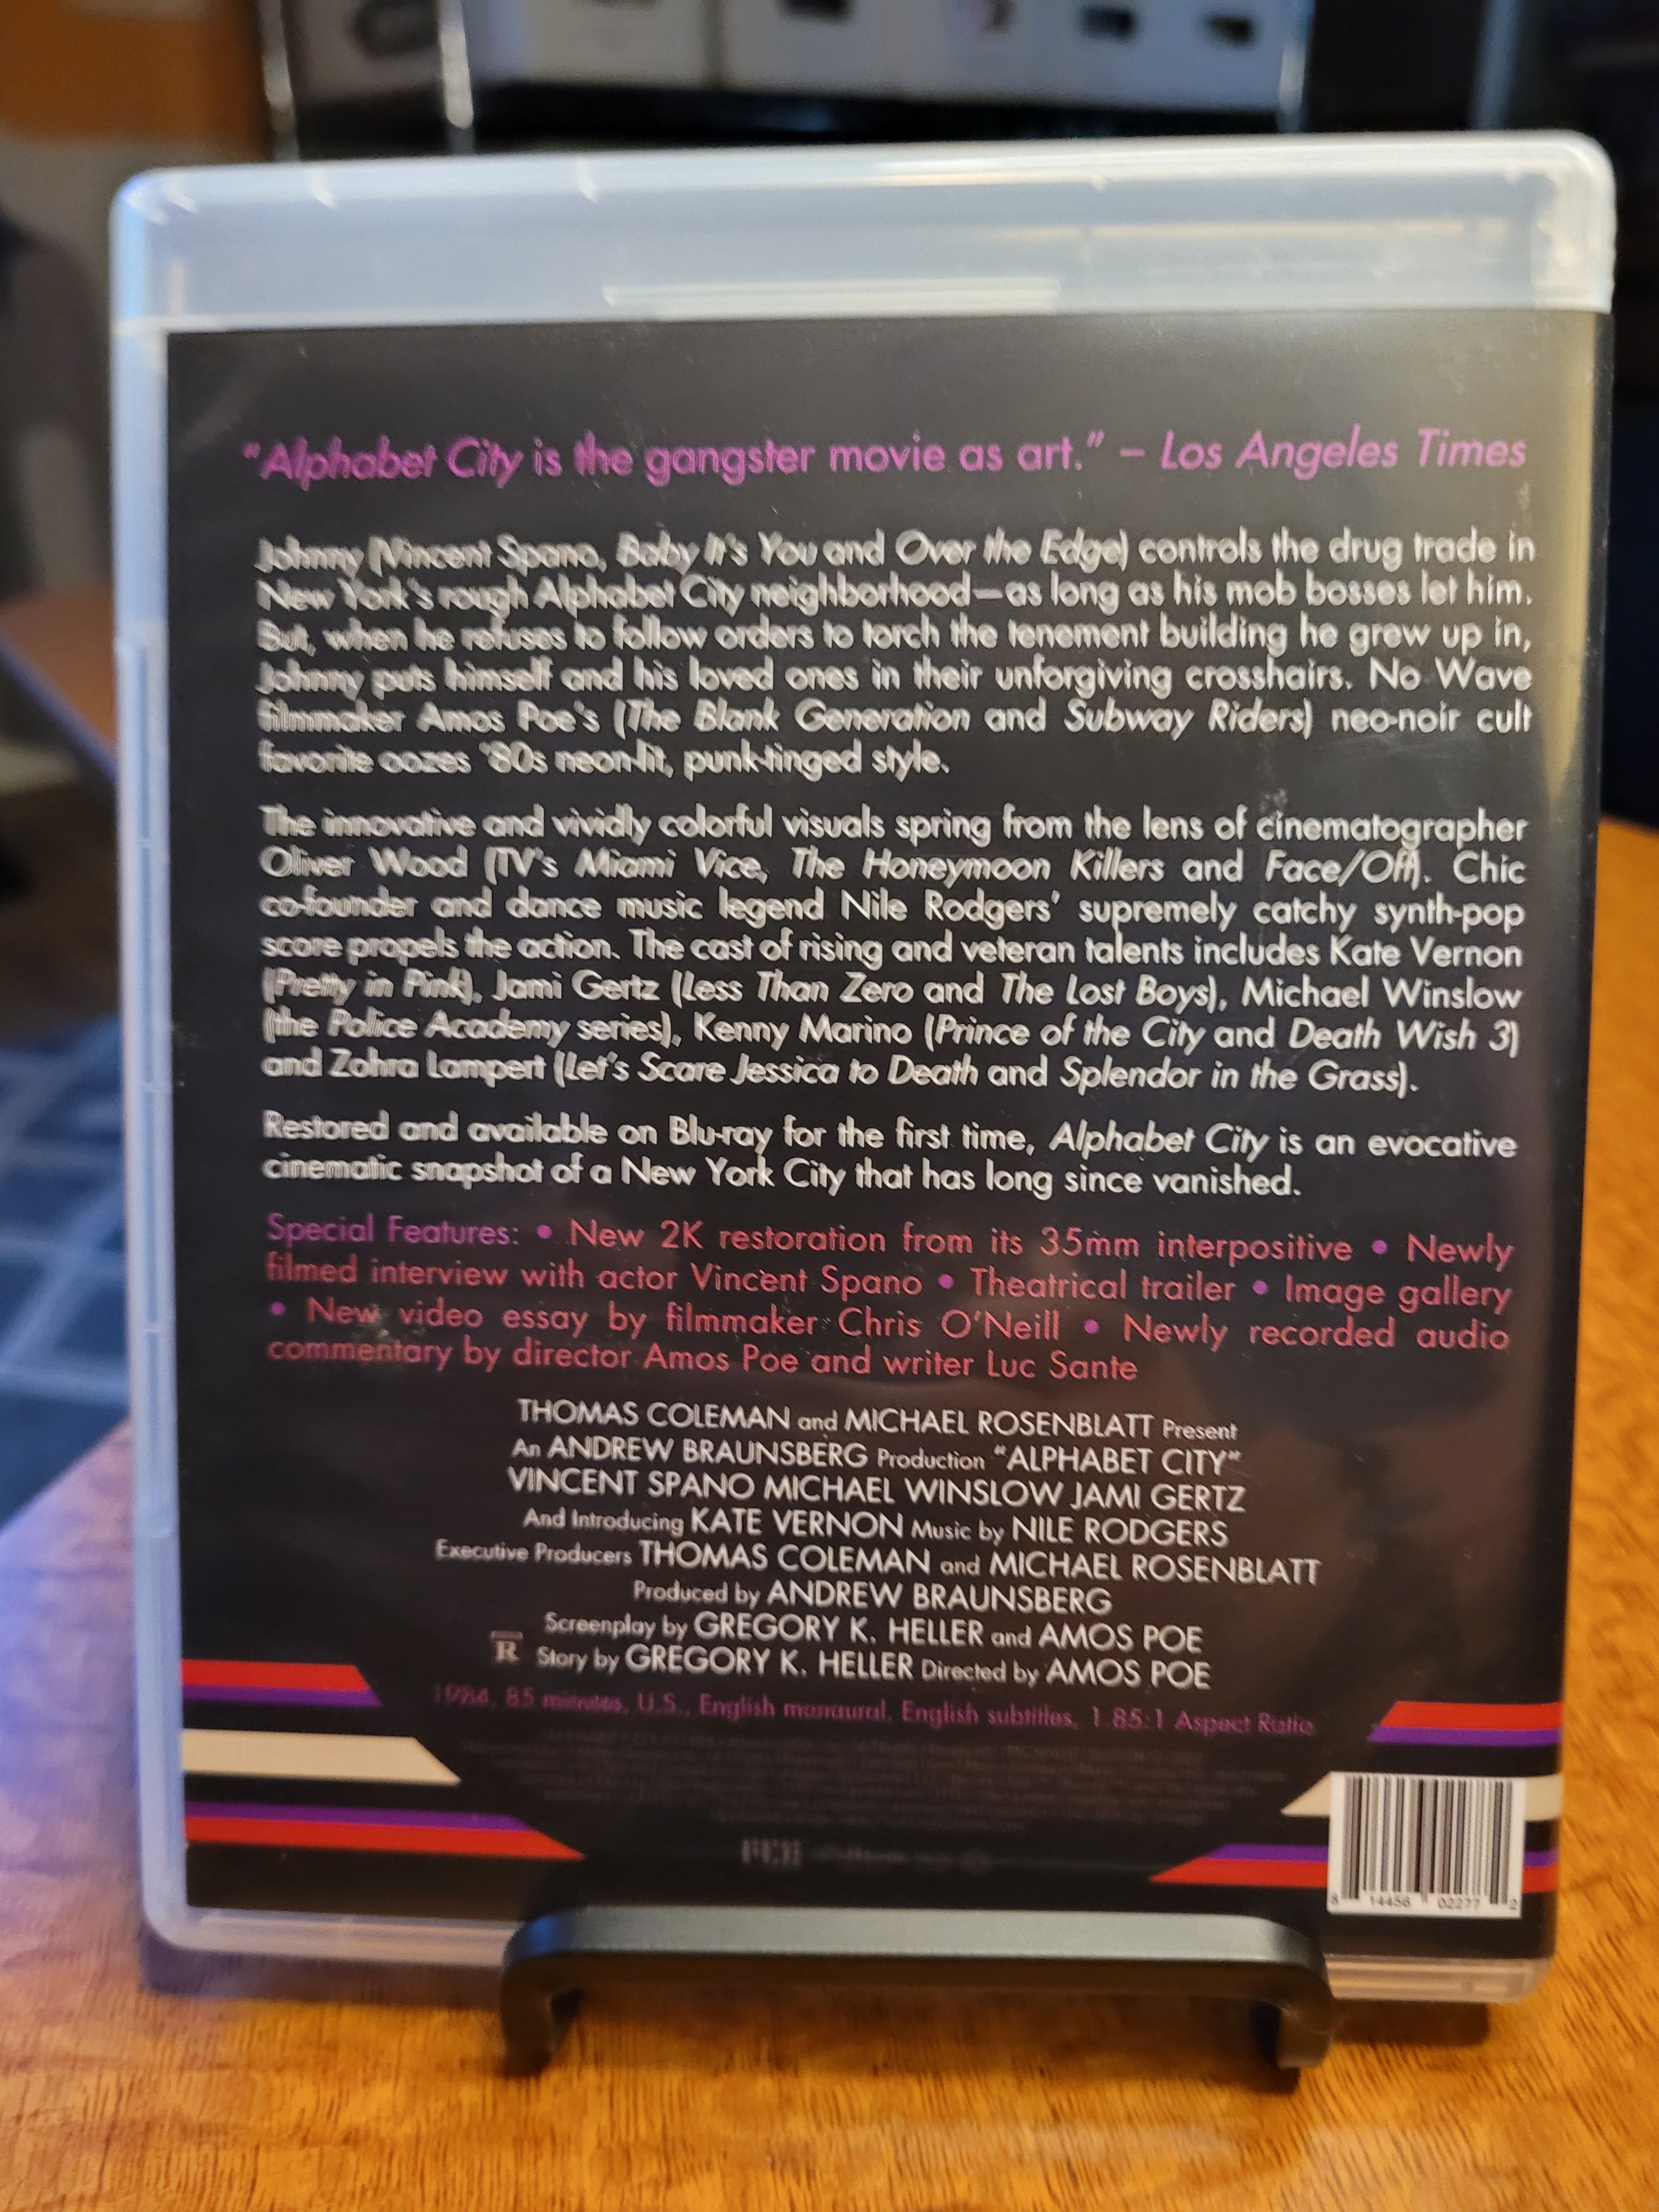 "Alphabet City is the gangster movie as art." – Los Angeles Times
Johnny (Vincent Spano, Baby It's You and Over the Edge) controls the drug trade in
New York's rough Alphabet City neighborhood—as long as his mob bosses let him.
But, when he refuses to follow orders to torch the tenement building he grew up in,
Johnny puts himself and his loved ones in their unforgiving crosshairs. No Wave
filmmaker Amos Poe's (The Blank Generation and Subway Riders) neo-noir cult
favorite oozes '80s neon-lit, punk-tinged style.
The innovative and vividly colorful visuals spring from the lens of cinematographer
Oliver Wood (TV's Miami Vice, The Honeymoon Killers and Face/Off). Chic
co-founder and dance music legend Nile Rodgers' supremely catchy synth-pop
score propels the action. The cast of rising and veteran talents includes Kate Vernon
(Pretty in Pink), Jami Gertz (Less Than Zero and The Lost Boys), Michael Winslow
(the Police Academy series), Kenny Marino (Prince of the City and Death Wish 3)
and Zohra Lampert (Let's Scare Jessica to Death and Splendor in the Grass).
Restored and available on Blu-ray for the first time, Alphabet City is an evocative
cinematic snapshot of a New York City that has long since vanished.
Special Features: • New 2K restoration from its 35mm interpositive • Newly
filmed interview with actor Vincent Spano • Theatrical trailer • Image gallery
• New video essay by filmmaker Chris O'Neill • Newly recorded audio
commentary by director Amos Poe and writer Luc Sante
THOMAS COLEMAN and MICHAEL ROSENBLATT Present
An ANDREW BRAUNSBERG Production "ALPHABET CITY"
VINCENT SPANO MICHAEL WINSLOW JAMI GERTZ
And Introducing KATE VERNON Music by NILE RODGERS
Executive Producers THOMAS COLEMAN and MICHAEL ROSENBLATT
Produced by ANDREW BRAUNSBERG
Screenplay by GREGORY K. HELLER and AMOS POE
R Story by GREGORY K. HELLER Directed by AMOS POE
1984, 85 minutes, U.S., English monaural, English subtitles, 1.85:1 Aspect Ratio
8 14456 02277 2